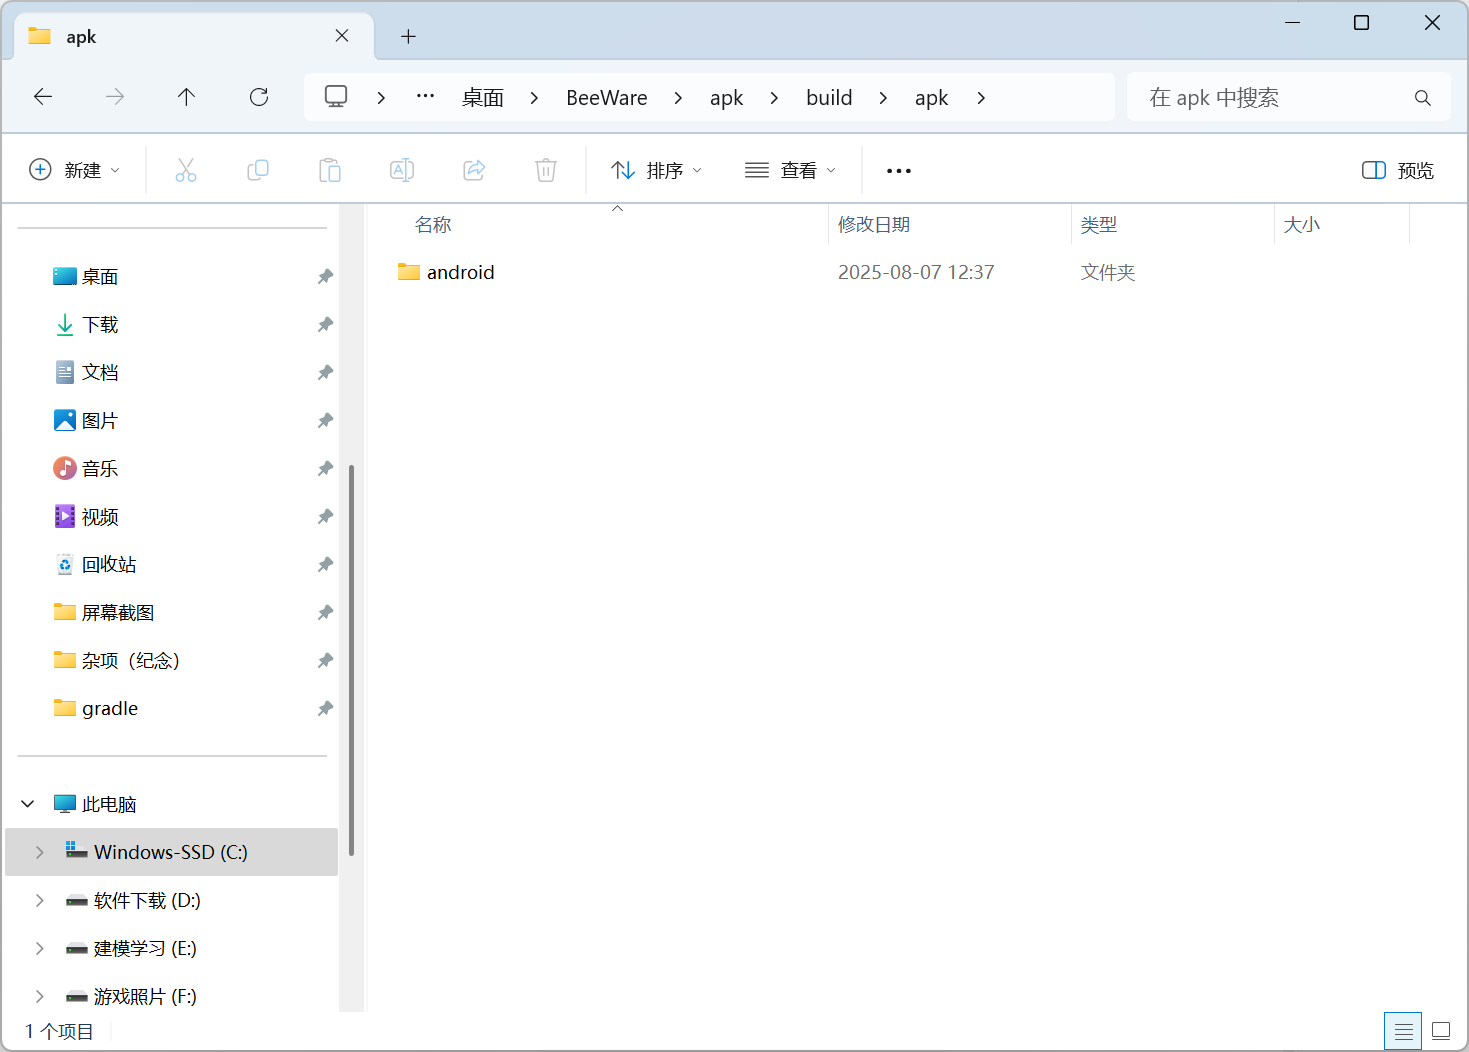 apk
桌面 BeeWare apk build apk
在 apk 中搜索
新建 排序 查看 预览
名称 修改日期 类型 大小
android 2025-08-07 12:37 文件夹
桌面
下载
文档
图片
音乐
视频
回收站
屏幕截图
杂项（纪念）
gradle
此电脑
Windows-SSD (C:)
软件下载 (D:)
建模学习 (E:)
游戏照片 (F:)
1 个项目